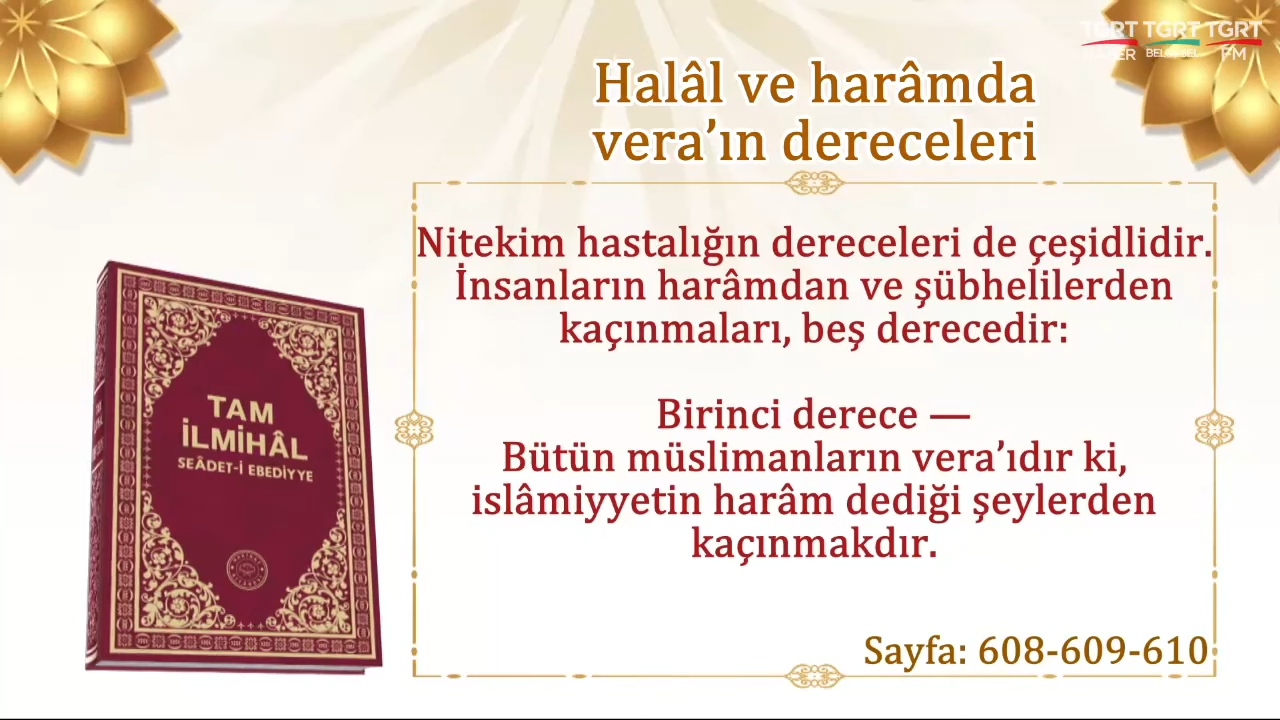 TGRT TGRT TGRT
BELGESEL FM
Halâl ve harâmda
vera’ın dereceleri
Nitekim hastalığın dereceleri de çeşidlidir.
İnsanların harâmdan ve şübhelilerden
kaçınmaları, beş derecedir:
Birinci derece —
Bütün müslimanların vera’ıdır ki,
islâmiyyetin harâm dediği şeylerden
kaçınmakdır.
Sayfa: 608-609-610
TAM
İLMİHÂL
SEÂDET-İ EBEDİYYE